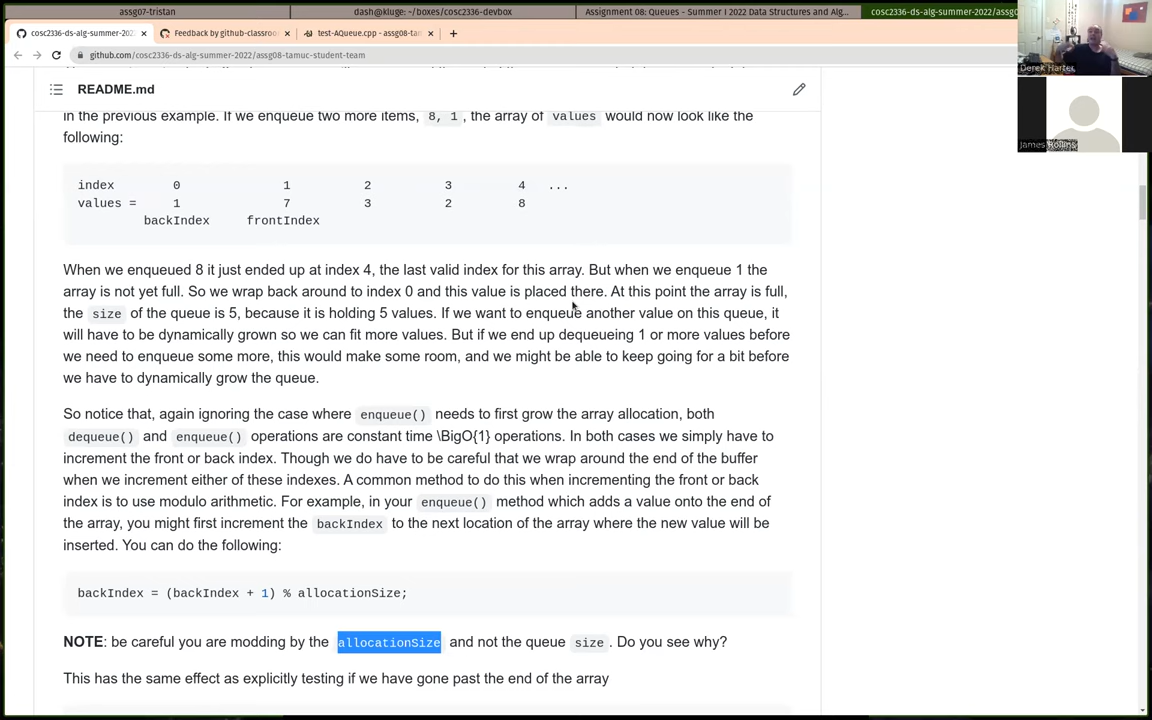 assg07-tristan
dash@kluge: ~/boxes/cosc2336-devbox
Assignment 08: Queues - Summer I 2022 Data Structures and Alg...
cosc2336-ds-alg-summer-2022/assg0
cosc2336-ds-alg-summer-202
Feedback by github-classroo
test-AQueue.cpp - assg08-tam
github.com/cosc2336-ds-alg-summer-2022/assg08-tamuc-student-team
Derek Harter
James Rollins
README.md
in the previous example. If we enqueue two more items, 8, 1 , the array of values would now look like the
following:
index 0 1 2 3 4 ...
values = 1 7 3 2 8
backIndex frontIndex
When we enqueued 8 it just ended up at index 4, the last valid index for this array. But when we enqueue 1 the
array is not yet full. So we wrap back around to index 0 and this value is placed there. At this point the array is full,
the size of the queue is 5, because it is holding 5 values. If we want to enqueue another value on this queue, it
will have to be dynamically grown so we can fit more values. But if we end up dequeueing 1 or more values before
we need to enqueue some more, this would make some room, and we might be able to keep going for a bit before
we have to dynamically grow the queue.
So notice that, again ignoring the case where enqueue() needs to first grow the array allocation, both
dequeue() and enqueue() operations are constant time \BigO{1} operations. In both cases we simply have to
increment the front or back index. Though we do have to be careful that we wrap around the end of the buffer
when we increment either of these indexes. A common method to do this when incrementing the front or back
index is to use modulo arithmetic. For example, in your enqueue() method which adds a value onto the end of
the array, you might first increment the backIndex to the next location of the array where the new value will be
inserted. You can do the following:
backIndex = (backIndex + 1) % allocationSize;
NOTE: be careful you are modding by the allocationSize and not the queue size . Do you see why?
This has the same effect as explicitly testing if we have gone past the end of the array